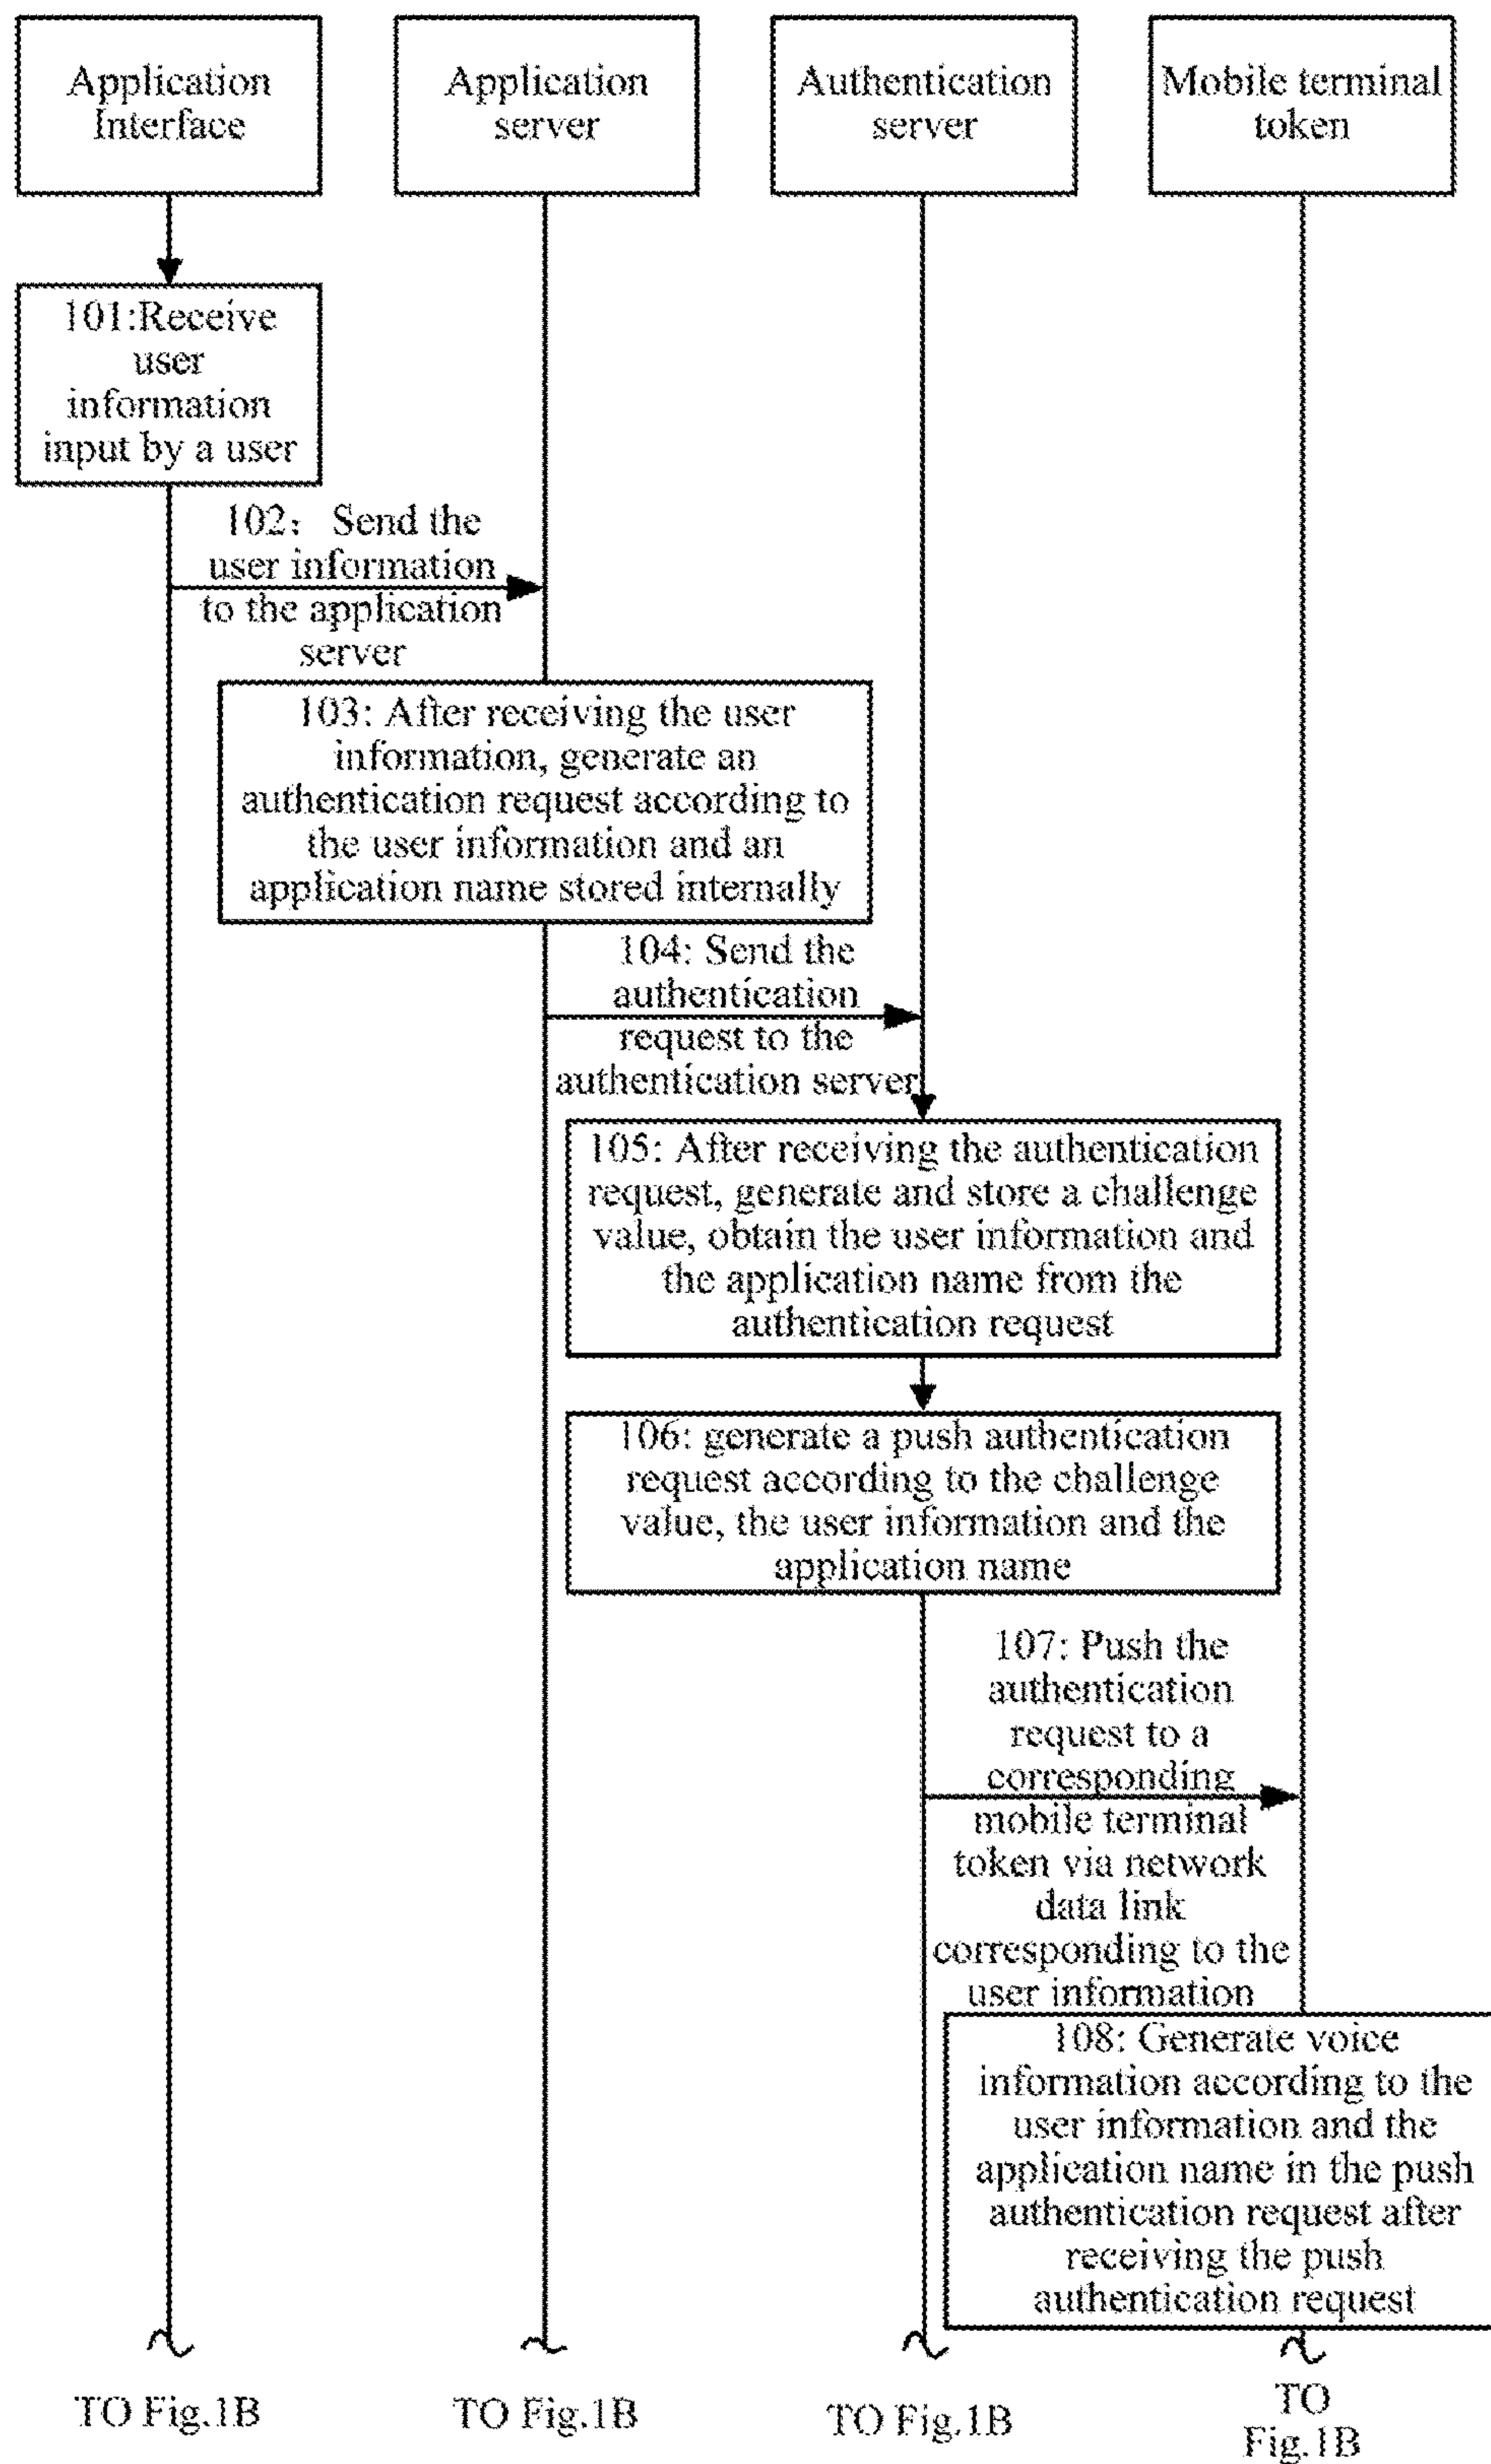 Application
Interface
Application
server
Authentication
server
Mobile terminal
token
101:Receive
user
information
input by a user
102: Send the
user information
to the application
server
103: After receiving the user
information, generate an
authentication request according to
the user information and an
application name stored internally
104: Send the
authentication
request to the
authentication server
105: After receiving the authentication
request, generate and store a challenge
value, obtain the user information and
the application name from the
authentication request
106: generate a push authentication
request according to the challenge
value, the user information and the
application name
107: Push the
authentication
request to a
corresponding
mobile terminal
token via network
data link
corresponding to the
user information
108: Generate voice
information according to the
user information and the
application name in the push
authentication request after
receiving the push
authentication request
TO Fig.1B
TO Fig.1B
TO Fig.1B
TO
Fig.1B